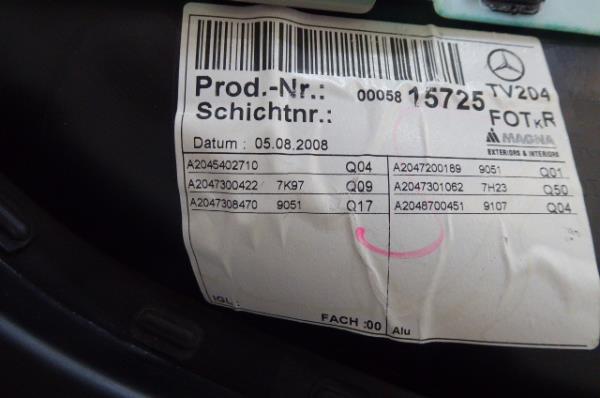 Prod.-Nr.: 00058 15725 TV204
Schichtnr.: FOTKR
MAGNA
EXTERIORS & INTERIORS
Datum : 05.08.2008
A2045402710 Q04 A2047200189 9051 Q01
A2047300422 7K97 Q09 A2047301062 7H23 Q50
A2047308470 9051 Q17 A2048700451 9107 Q04
IGL :
FACH :00 Alu